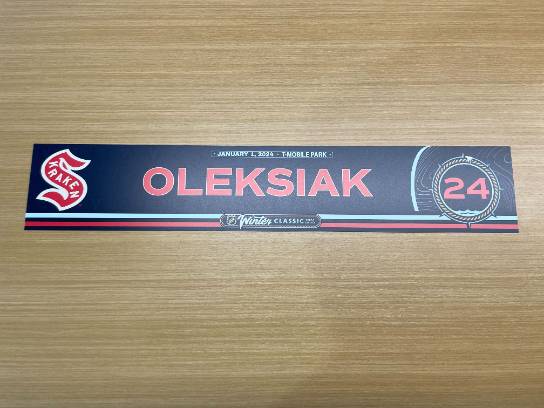 JANUARY 1, 2024 · T-MOBILE PARK
KRAKEN
OLEKSIAK
24
Winter CLASSIC